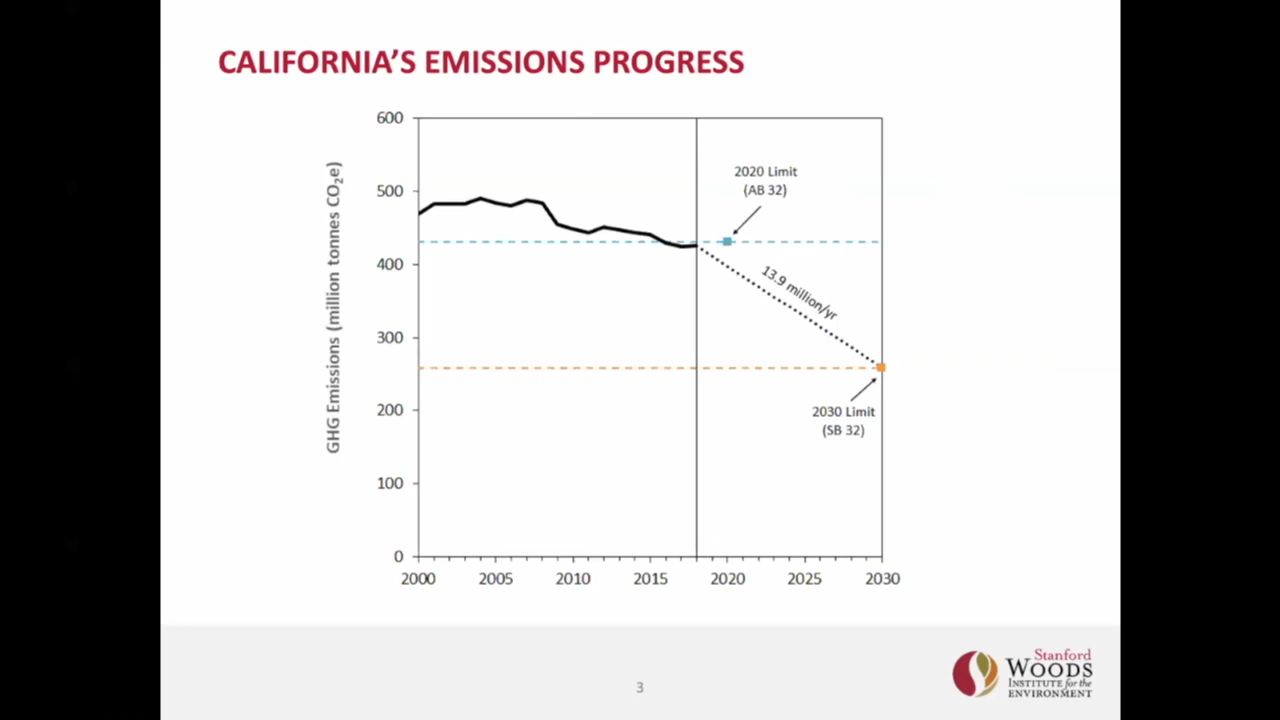 CALIFORNIA'S EMISSIONS PROGRESS
GHG Emissions (million tonnes CO₂e)
600
500
400
300
200
100
0
2000
2005
2010
2015
2020
2025
2030
2020 Limit
(AB 32)
13.9 million/yr
2030 Limit
(SB 32)
3
Stanford
WOODS
INSTITUTE for the
ENVIRONMENT